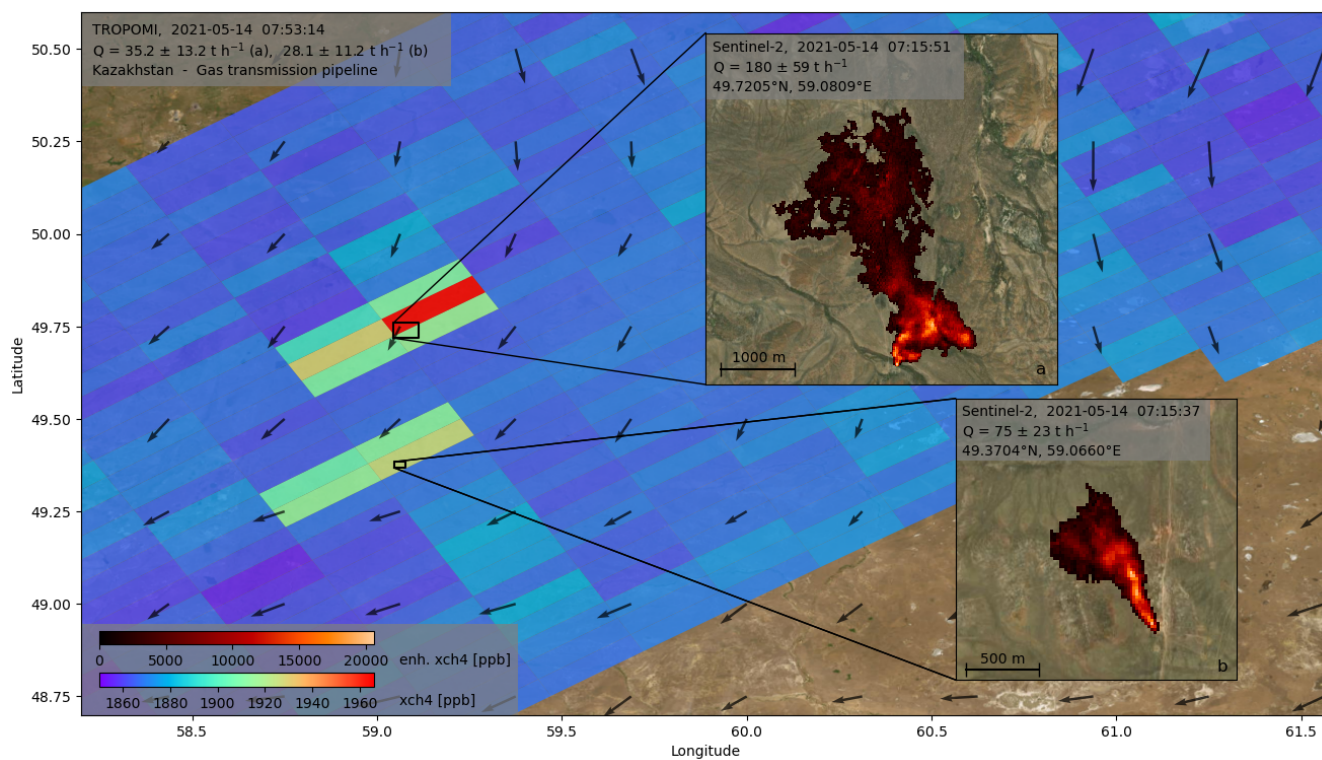 TROPOMI, 2021-05-14 07:53:14
Q = 35.2 ± 13.2 t h⁻¹ (a), 28.1 ± 11.2 t h⁻¹ (b)
Kazakhstan - Gas transmission pipeline
Sentinel-2, 2021-05-14 07:15:51
Q = 180 ± 59 t h⁻¹
49.7205°N, 59.0809°E
1000 m
a
Sentinel-2, 2021-05-14 07:15:37
Q = 75 ± 23 t h⁻¹
49.3704°N, 59.0660°E
500 m
b
50.50
50.25
50.00
49.75
49.50
49.25
49.00
48.75
Latitude
0 5000 10000 15000 20000 enh. xch4 [ppb]
1860 1880 1900 1920 1940 1960 xch4 [ppb]
58.5 59.0 59.5 60.0 60.5 61.0 61.5
Longitude